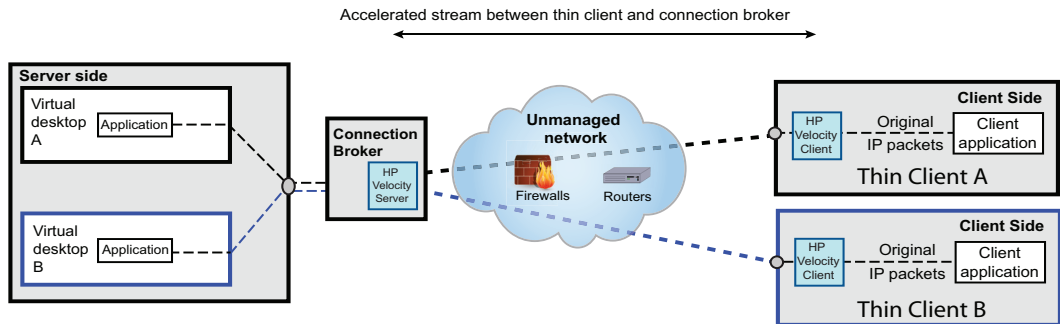 Accelerated stream between thin client and connection broker
Server side
Virtual
desktop
A
Application
Virtual
desktop
B
Application
Connection
Broker
HP
Velocity
Server
Unmanaged
network
Firewalls
Routers
Client Side
HP
Velocity
Client
Original
IP packets
Client
application
Thin Client A
Client Side
HP
Velocity
Client
Original
IP packets
Client
application
Thin Client B